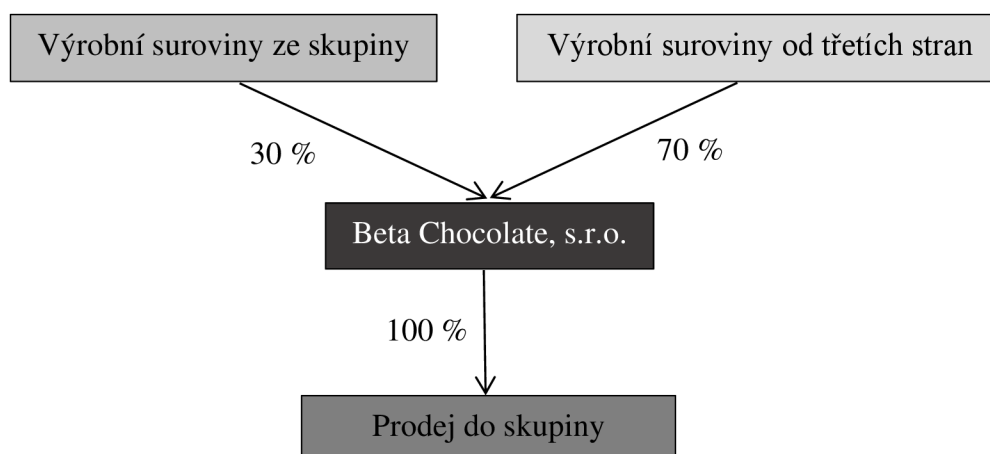 Výrobní suroviny ze skupiny
Výrobní suroviny od třetích stran
30 %
70 %
Beta Chocolate, s.r.o.
100 %
Prodej do skupiny